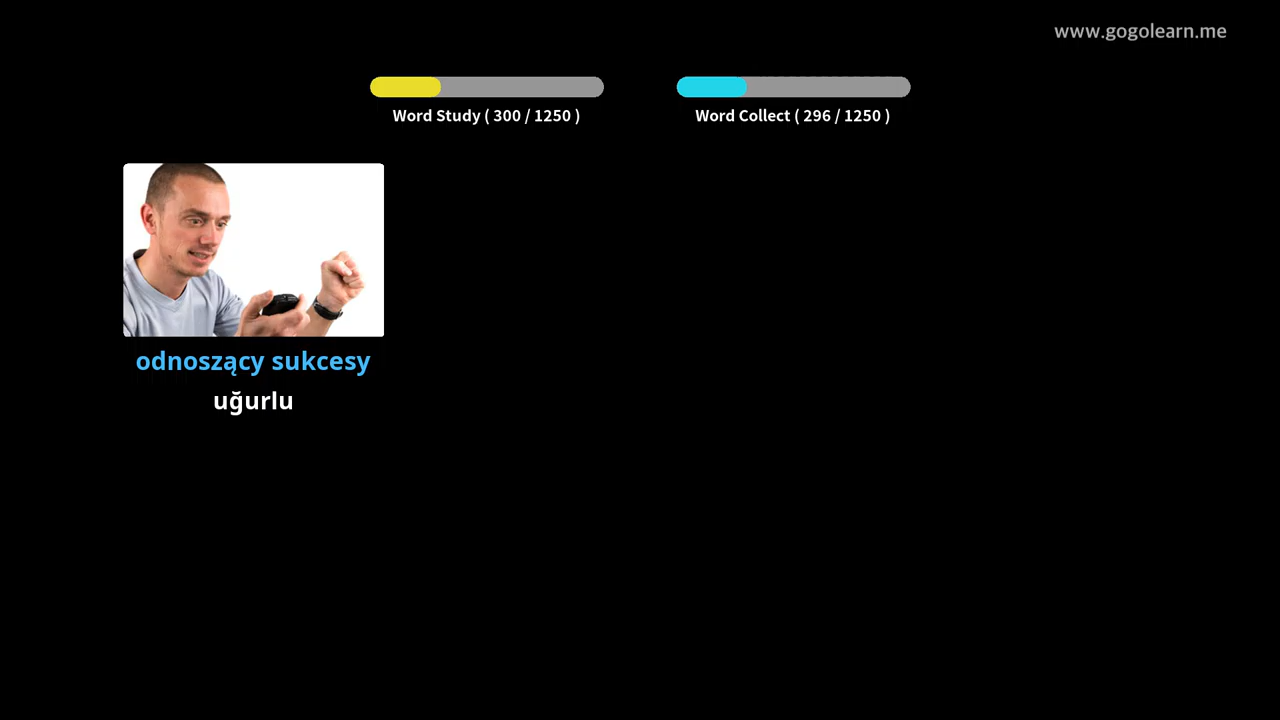 www.gogolearn.me
Word Study ( 300 / 1250 )
Word Collect ( 296 / 1250 )
odnoszący sukcesy
uğurlu